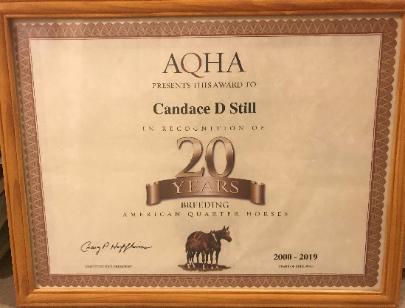 AQHA
PRESENTS THIS AWARD TO
Candace D Still
IN RECOGNITION OF
20
YEARS
BREEDING
AMERICAN QUARTER HORSES
2000 - 2019